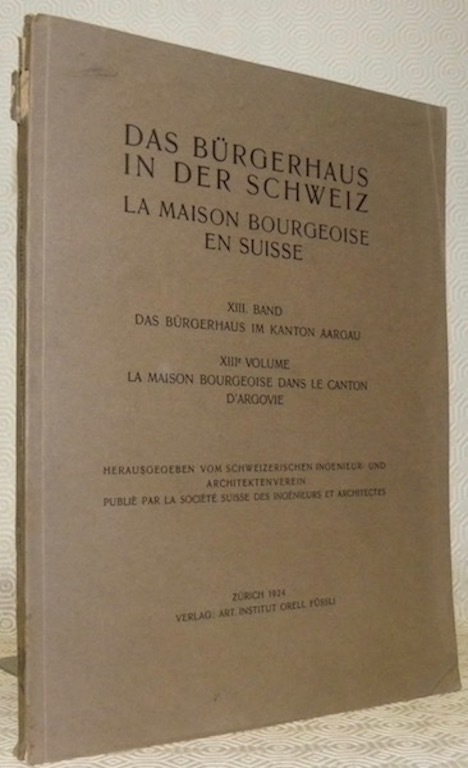 DAS BÜRGERHAUS
IN DER SCHWEIZ
LA MAISON BOURGEOISE
EN SUISSE
XIII. BAND
DAS BÜRGERHAUS IM KANTON AARGAU
XIIIe VOLUME
LA MAISON BOURGEOISE DANS LE CANTON
D'ARGOVIE
HERAUSGEGEBEN VOM SCHWEIZERISCHEN INGENIEUR- UND
ARCHITEKTENVEREIN
PUBLIÉ PAR LA SOCIÉTÉ SUISSE DES INGÉNIEURS ET ARCHITECTES
ZÜRICH 1924
VERLAG: ART. INSTITUT ORELL FÜSSLI